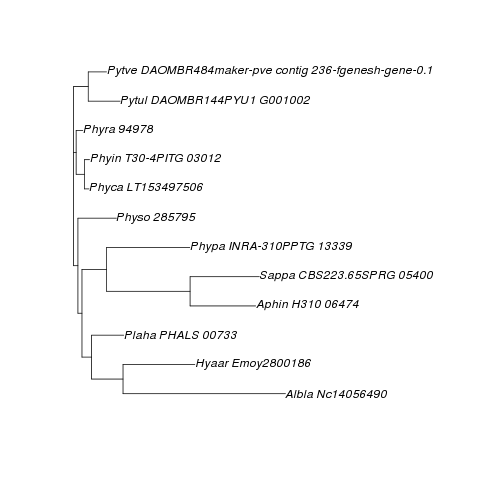 Pytve DAOMBR484maker-pve contig 236-fgenesh-gene-0.1
Pytul DAOMBR144PYU1 G001002
Phyra 94978
Phyin T30-4PITG 03012
Phyca LT153497506
Physo 285795
Phypa INRA-310PPTG 13339
Sappa CBS223.65SPRG 05400
Aphin H310 06474
Plaha PHALS 00733
Hyaar Emoy2800186
Albla Nc14056490